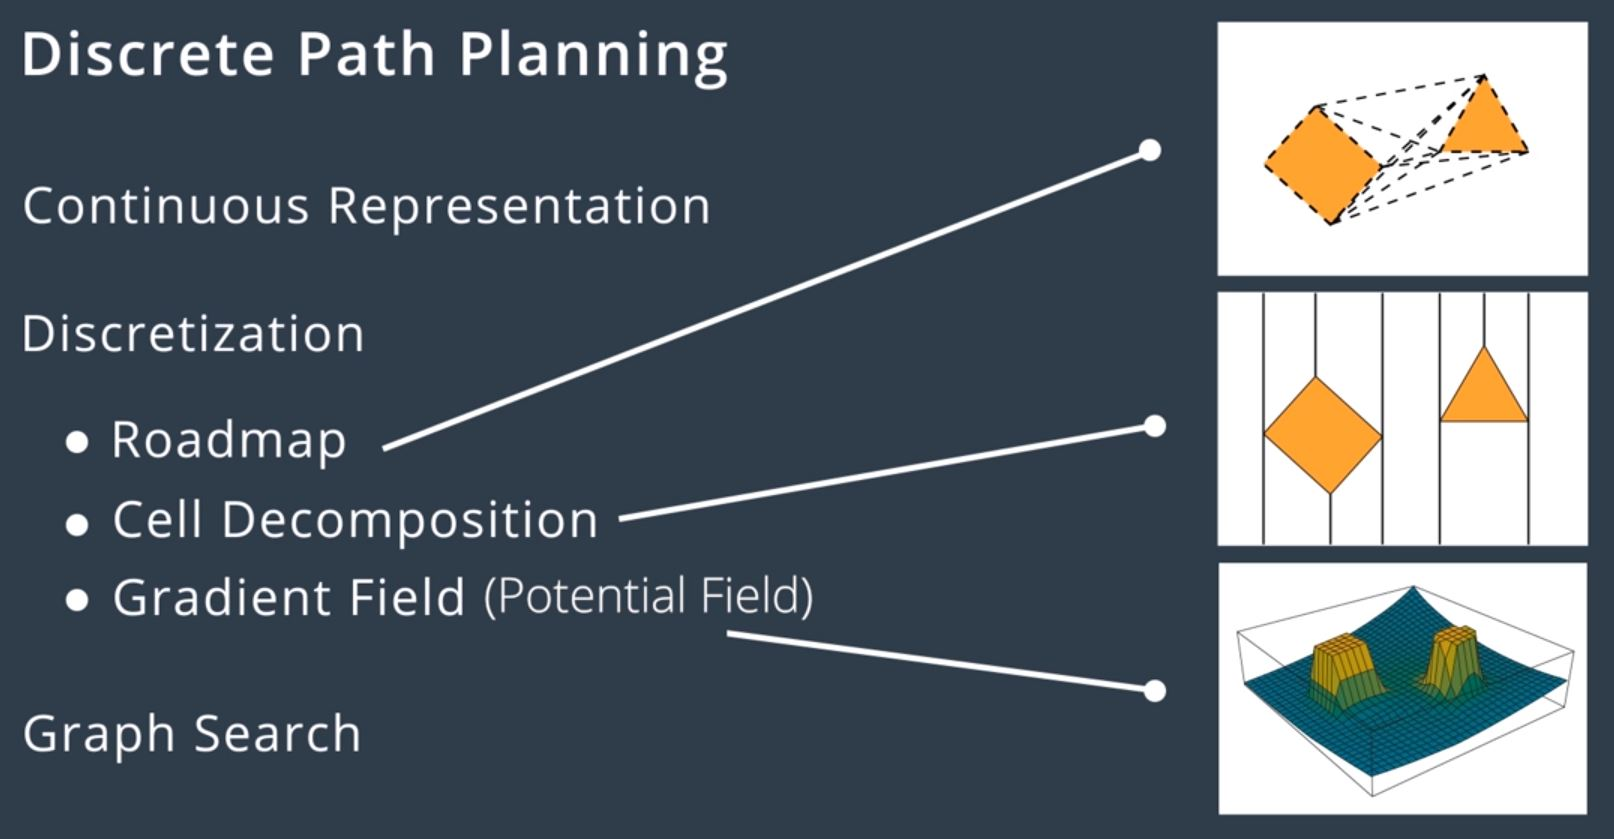 Discrete Path Planning
Continuous Representation
Discretization
● Roadmap
● Cell Decomposition
● Gradient Field (Potential Field)
Graph Search